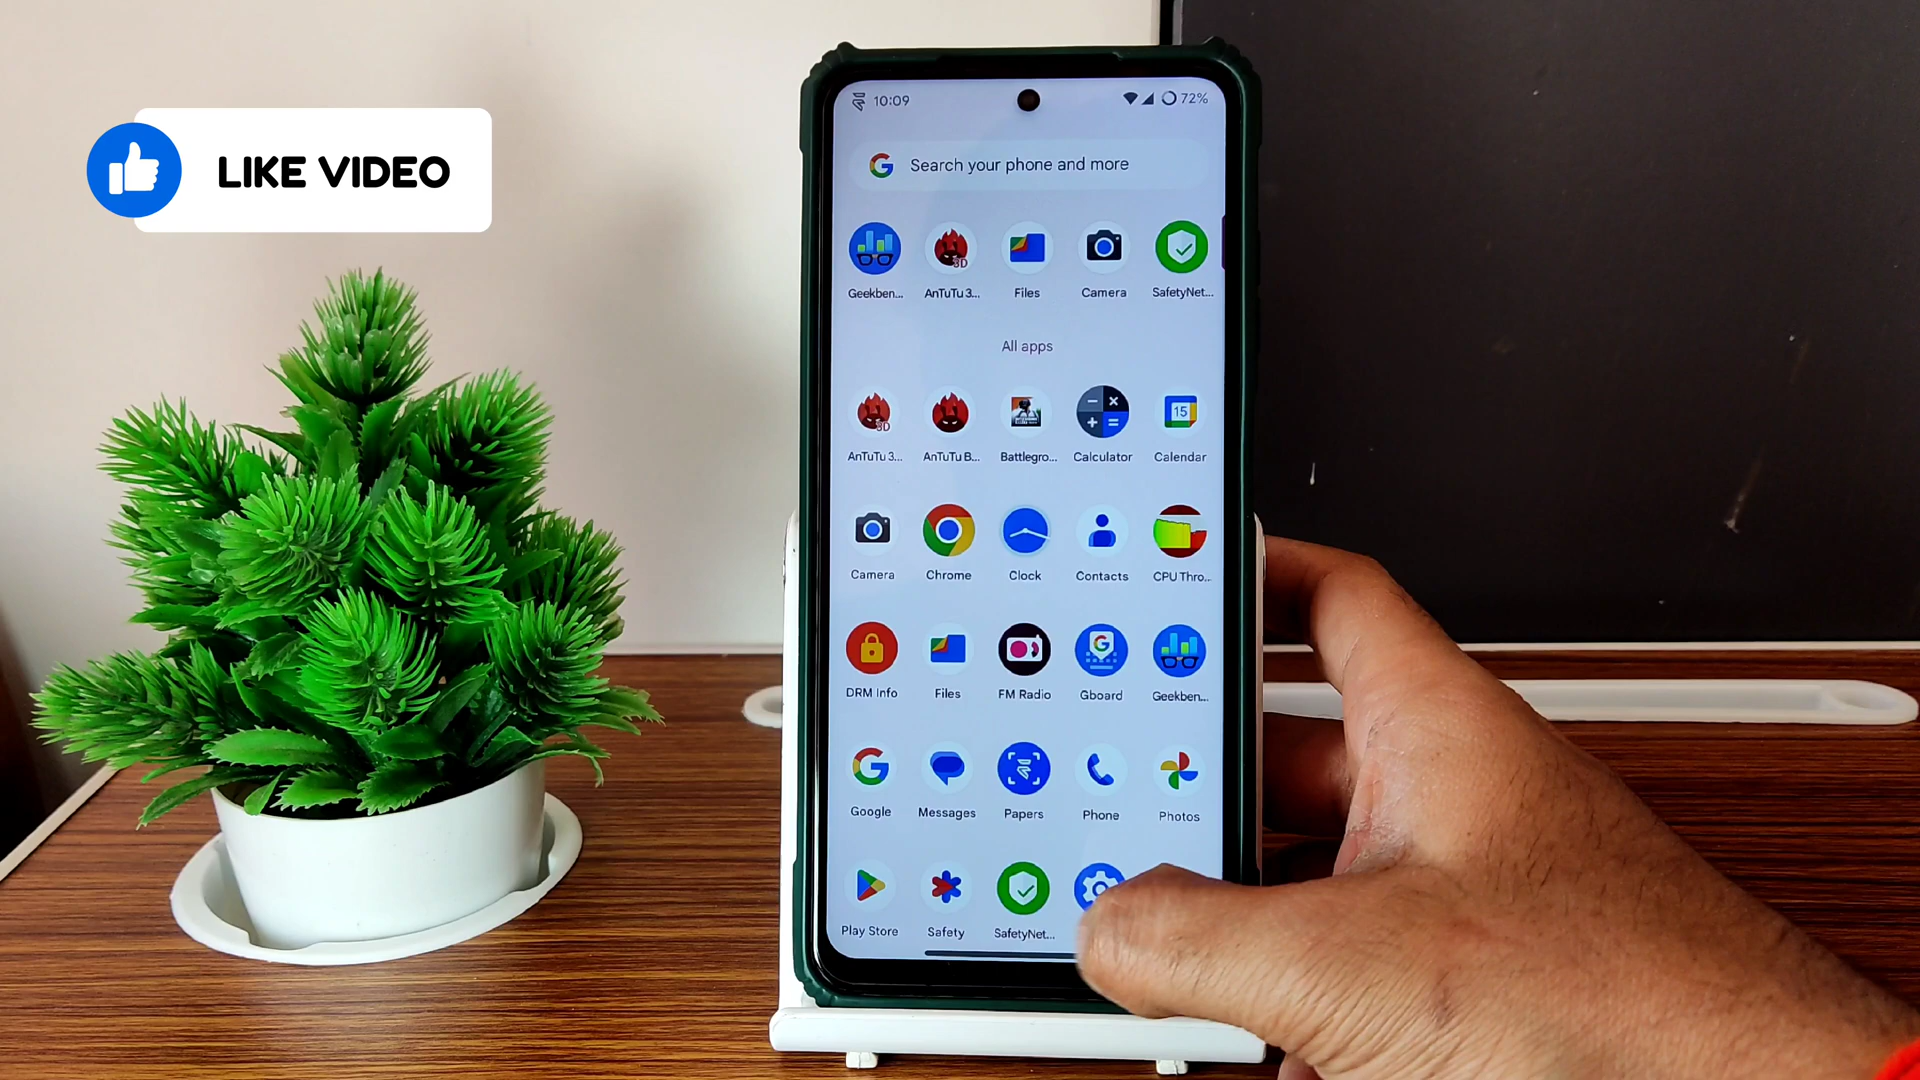 LIKE VIDEO
10:09
72%
Search your phone and more
Geekben... AnTuTu 3... Files Camera SafetyNet...
3D
All apps
AnTuTu 3... AnTuTu B... Battlegro... Calculator Calendar
3D
15
Camera Chrome Clock Contacts CPU Thro...
DRM Info Files FM Radio Gboard Geekben...
Google Messages Papers Phone Photos
Play Store Safety SafetyNet...